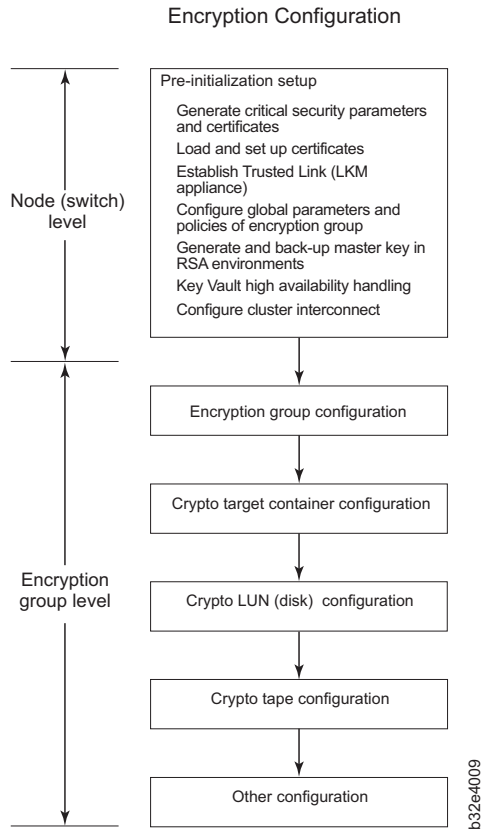 Encryption Configuration
Pre-initialization setup
Generate critical security parameters
and certificates
Load and set up certificates
Establish Trusted Link (LKM
appliance)
Configure global parameters and
policies of encryption group
Generate and back-up master key in
RSA environments
Key Vault high availability handling
Configure cluster interconnect
Node (switch)
level
Encryption group configuration
Crypto target container configuration
Encryption
group level
Crypto LUN (disk) configuration
Crypto tape configuration
Other configuration
b32e4009